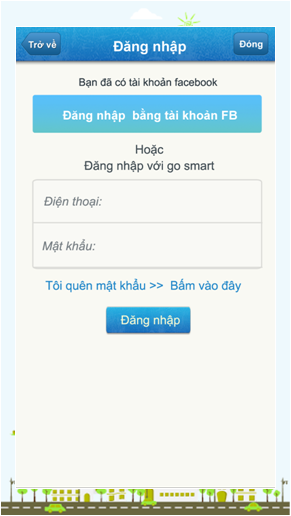 Trở về
Đăng nhập
Đóng
Bạn đã có tài khoản facebook
Đăng nhập bằng tài khoản FB
Hoặc
Đăng nhập với go smart
Điện thoại:
Mật khẩu:
Tôi quên mật khẩu >> Bấm vào đây
Đăng nhập